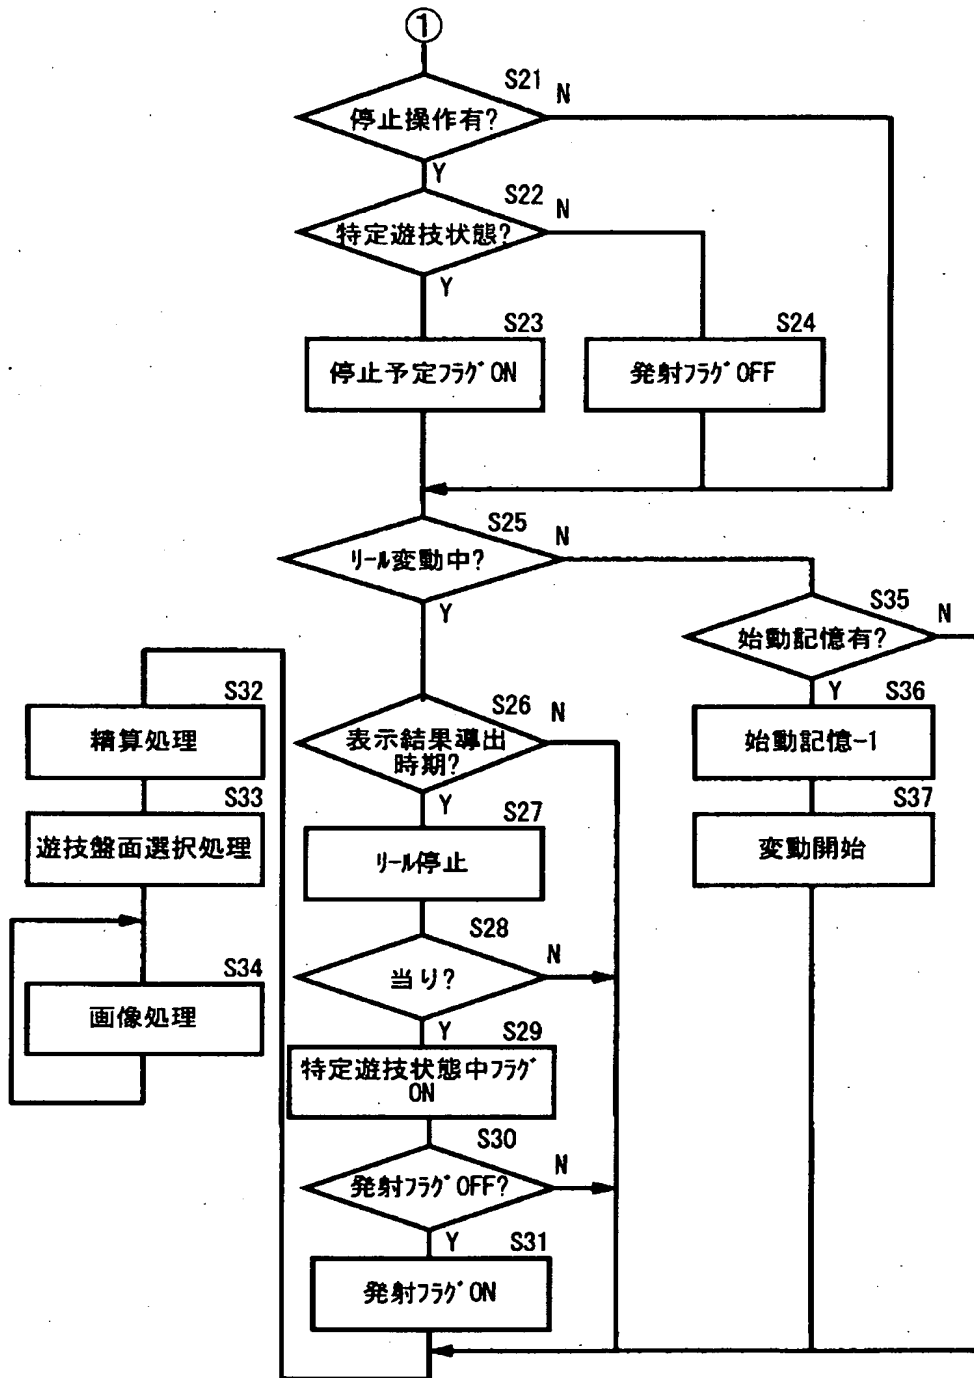 1
S21
N
停止操作有?
Y
S22
N
特定遊技状態?
Y
S23
停止予定フラグON
S24
発射フラグOFF
S25
N
リール変動中?
Y
S35
N
始動記憶有?
Y
S36
始動記憶-1
S37
変動開始
S26
N
表示結果導出
時期?
Y
S27
リール停止
S28
N
当り?
Y
S29
特定遊技状態中フラグ
ON
S30
N
発射フラグOFF?
Y
S31
発射フラグON
S32
精算処理
S33
遊技盤面選択処理
S34
画像処理